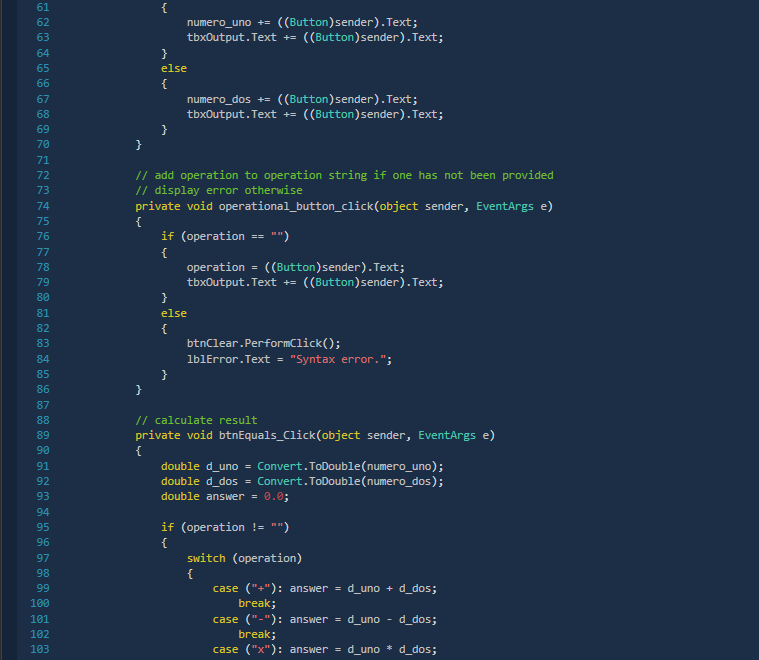 61                 {
62                     numero_uno += ((Button)sender).Text;
63                     tbxOutput.Text += ((Button)sender).Text;
64                 }
65                 else
66                 {
67                     numero_dos += ((Button)sender).Text;
68                     tbxOutput.Text += ((Button)sender).Text;
69                 }
70             }
71
72             // add operation to operation string if one has not been provided
73             // display error otherwise
74             private void operational_button_click(object sender, EventArgs e)
75             {
76                 if (operation == "")
77                 {
78                     operation = ((Button)sender).Text;
79                     tbxOutput.Text += ((Button)sender).Text;
80                 }
81                 else
82                 {
83                     btnClear.PerformClick();
84                     lblError.Text = "Syntax error.";
85                 }
86             }
87
88             // calculate result
89             private void btnEquals_Click(object sender, EventArgs e)
90             {
91                 double d_uno = Convert.ToDouble(numero_uno);
92                 double d_dos = Convert.ToDouble(numero_dos);
93                 double answer = 0.0;
94
95                 if (operation != "")
96                 {
97                     switch (operation)
98                     {
99                         case ("+"): answer = d_uno + d_dos;
100                             break;
101                         case ("-"): answer = d_uno - d_dos;
102                             break;
103                         case ("x"): answer = d_uno * d_dos;